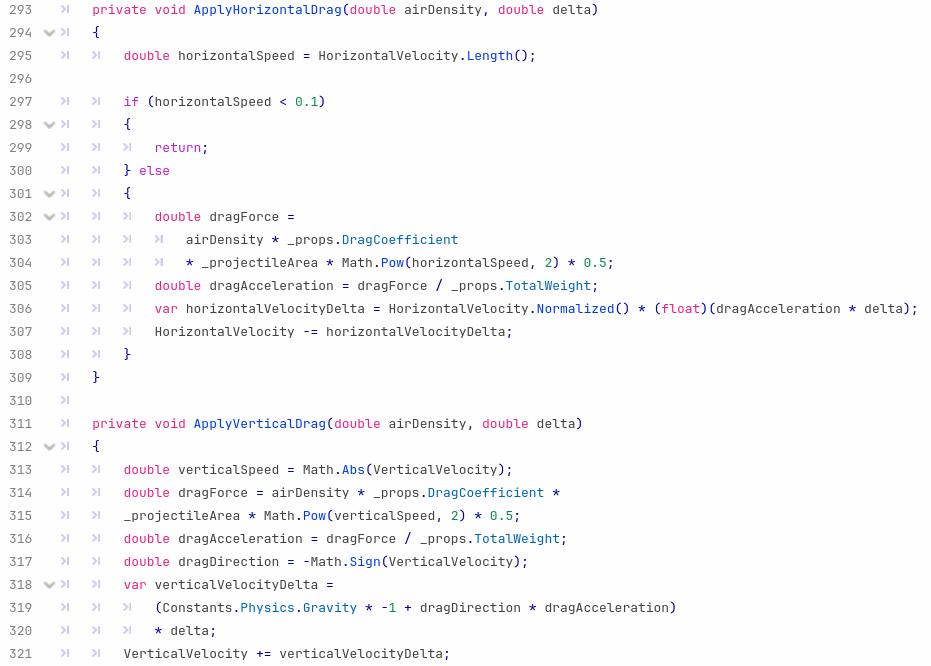 293 private void ApplyHorizontalDrag(double airDensity, double delta)
294 {
295 double horizontalSpeed = HorizontalVelocity.Length();
296
297 if (horizontalSpeed < 0.1)
298 {
299 return;
300 } else
301 {
302 double dragForce =
303 airDensity * _props.DragCoefficient
304 * _projectileArea * Math.Pow(horizontalSpeed, 2) * 0.5;
305 double dragAcceleration = dragForce / _props.TotalWeight;
306 var horizontalVelocityDelta = HorizontalVelocity.Normalized() * (float)(dragAcceleration * delta);
307 HorizontalVelocity -= horizontalVelocityDelta;
308 }
309 }
310
311 private void ApplyVerticalDrag(double airDensity, double delta)
312 {
313 double verticalSpeed = Math.Abs(VerticalVelocity);
314 double dragForce = airDensity * _props.DragCoefficient *
315 _projectileArea * Math.Pow(verticalSpeed, 2) * 0.5;
316 double dragAcceleration = dragForce / _props.TotalWeight;
317 double dragDirection = -Math.Sign(VerticalVelocity);
318 var verticalVelocityDelta =
319 (Constants.Physics.Gravity * -1 + dragDirection * dragAcceleration)
320 * delta;
321 VerticalVelocity += verticalVelocityDelta;